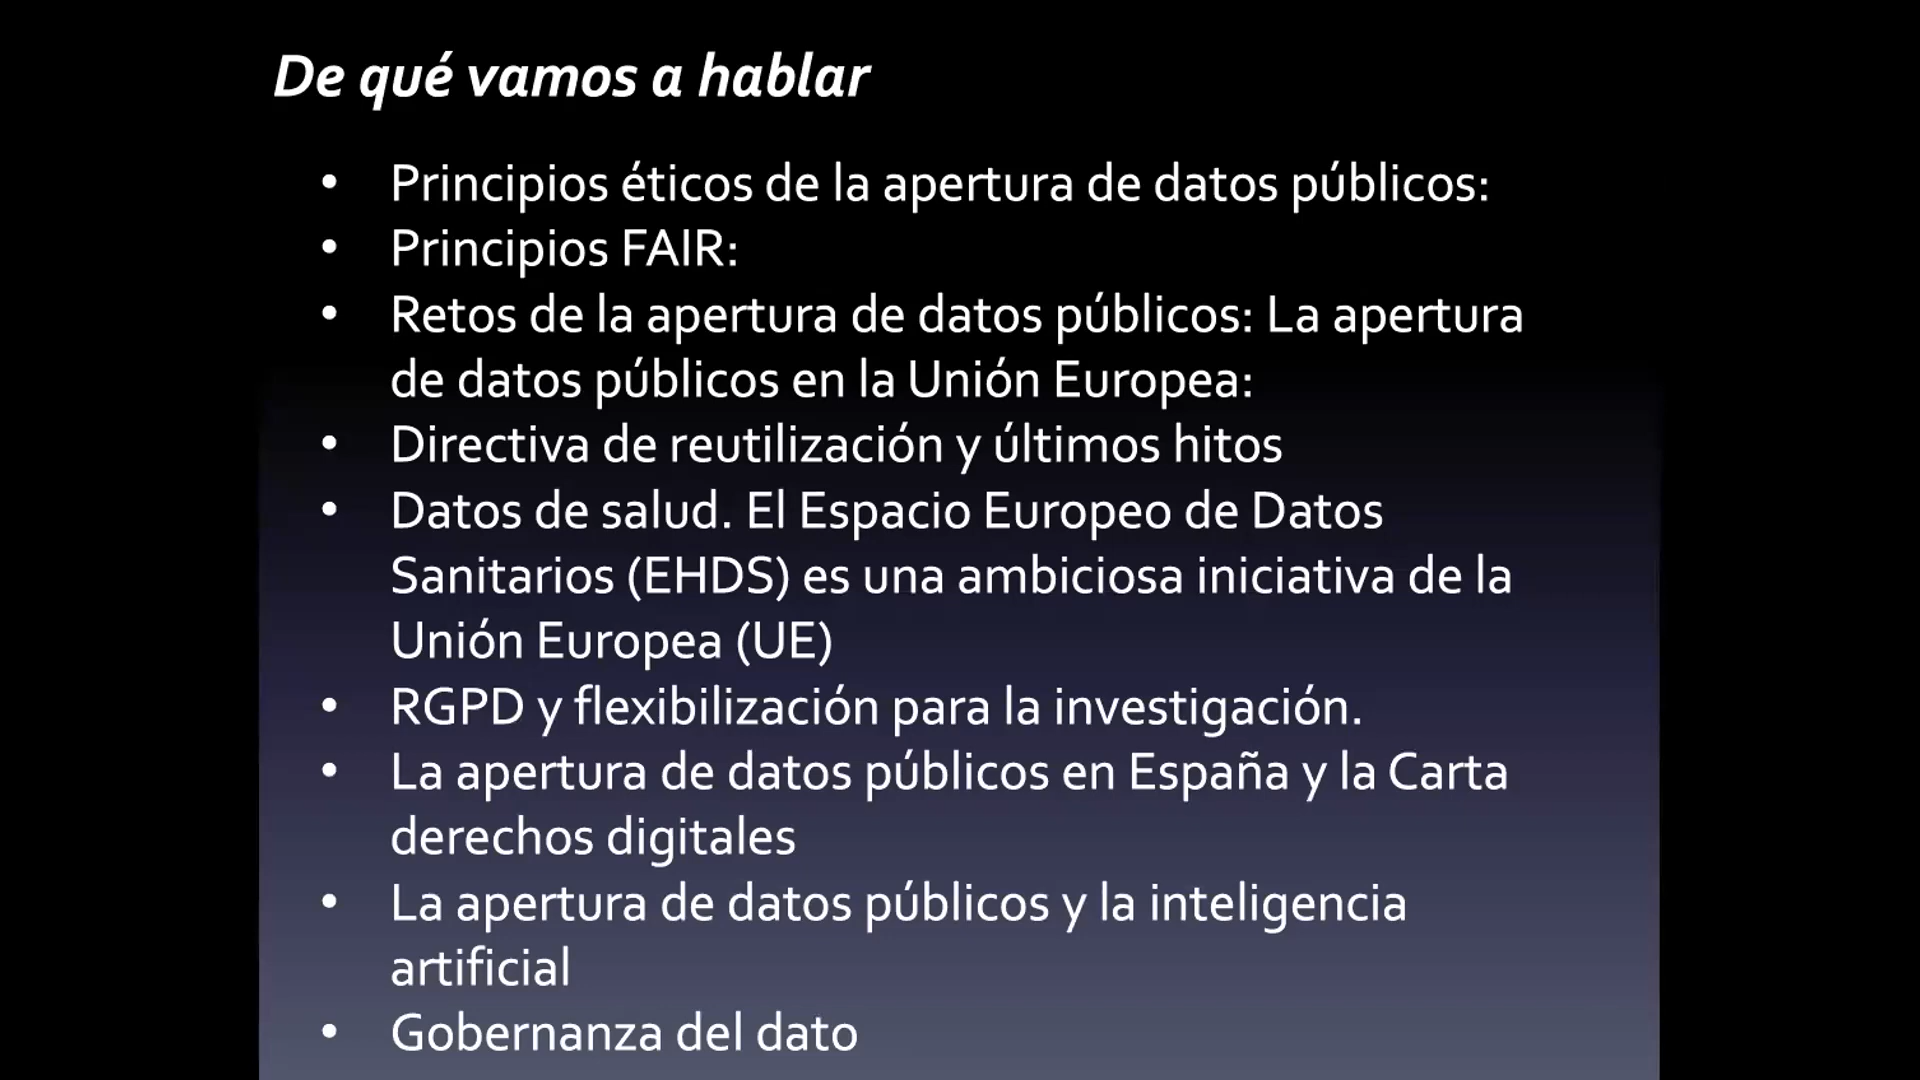 De qué vamos a hablar
• Principios éticos de la apertura de datos públicos:
• Principios FAIR:
• Retos de la apertura de datos públicos: La apertura
de datos públicos en la Unión Europea:
• Directiva de reutilización y últimos hitos
• Datos de salud. El Espacio Europeo de Datos
Sanitarios (EHDS) es una ambiciosa iniciativa de la
Unión Europea (UE)
• RGPD y flexibilización para la investigación.
• La apertura de datos públicos en España y la Carta
derechos digitales
• La apertura de datos públicos y la inteligencia
artificial
• Gobernanza del dato